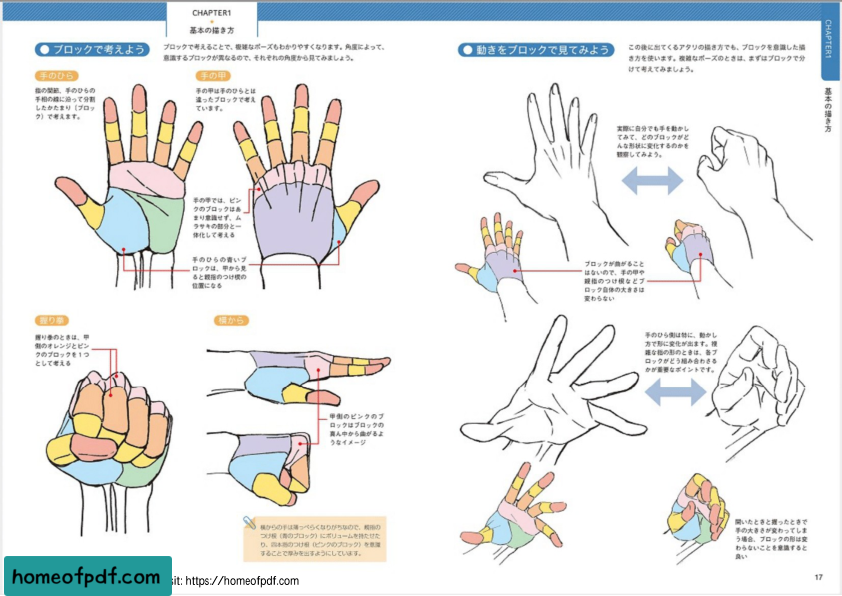 CHAPTER1
基本の描き方
ブロックで考えよう
ブロックで考えることで、複雑なポーズもわかりやすくなります。角度によって、
意識するブロックが異なるので、それぞれの角度から見てみましょう。
手のひら
指の関節、手のひらの
手相の線に沿って分割
したかたまり（ブロッ
ク）で考えます。
手の甲
手の甲は手のひらとは
違ったブロックで考え
ています。
手の甲では、ピン
クのブロックはあ
まり意識せず、ム
ラサキの部分と一
体化して考える
手のひらの青いブ
ロックは、甲から見
ると親指のつけ根の
位置になる
握り拳
握り拳のときは、甲
側のオレンジとピン
クのブロックを1つ
として考える
横から
甲側のピンクのブ
ロックはブロックの
真ん中から曲がるよ
うなイメージ
横からの手は薄っぺらくなりがちなので、親指の
つけ根（青のブロック）にボリュームを持たせた
り、四本指のつけ根（ピンクのブロック）を意識
することで厚みを出すようにしています。
homeofpdf.com
sit: https://homeofpdf.com
動きをブロックで見てみよう
この後に出てくるアタリの描き方でも、ブロックを意識した描
き方を使います。複雑なポーズのときは、まずはブロックで分
けて考えてみましょう。
実際に自分でも手を動かし
てみて、どのブロックがど
んな形状に変化するのかを
観察してみよう。
ブロックが曲がること
はないので、手の甲や
親指のつけ根などブ
ロック自体の大きさは
変わらない
手のひら側は特に、動かし
方で形に変化が出ます。複
雑な指の形のときは、各ブ
ロックがどう組み合わさる
かが重要なポイントです。
開いたときと握ったときで
手の大きさが変わってしま
う場合、ブロックの形は変
わらないことを意識すると
良い
CHAPTER1
基本の描き方
17